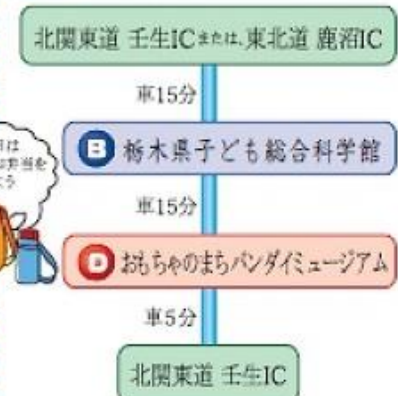 北関東道 壬生ICまたは、東北道 鹿沼IC
車15分
B 栃木県子ども総合科学館
車15分
D おもちゃのまちバンダイミュージアム
車5分
北関東道 壬生IC